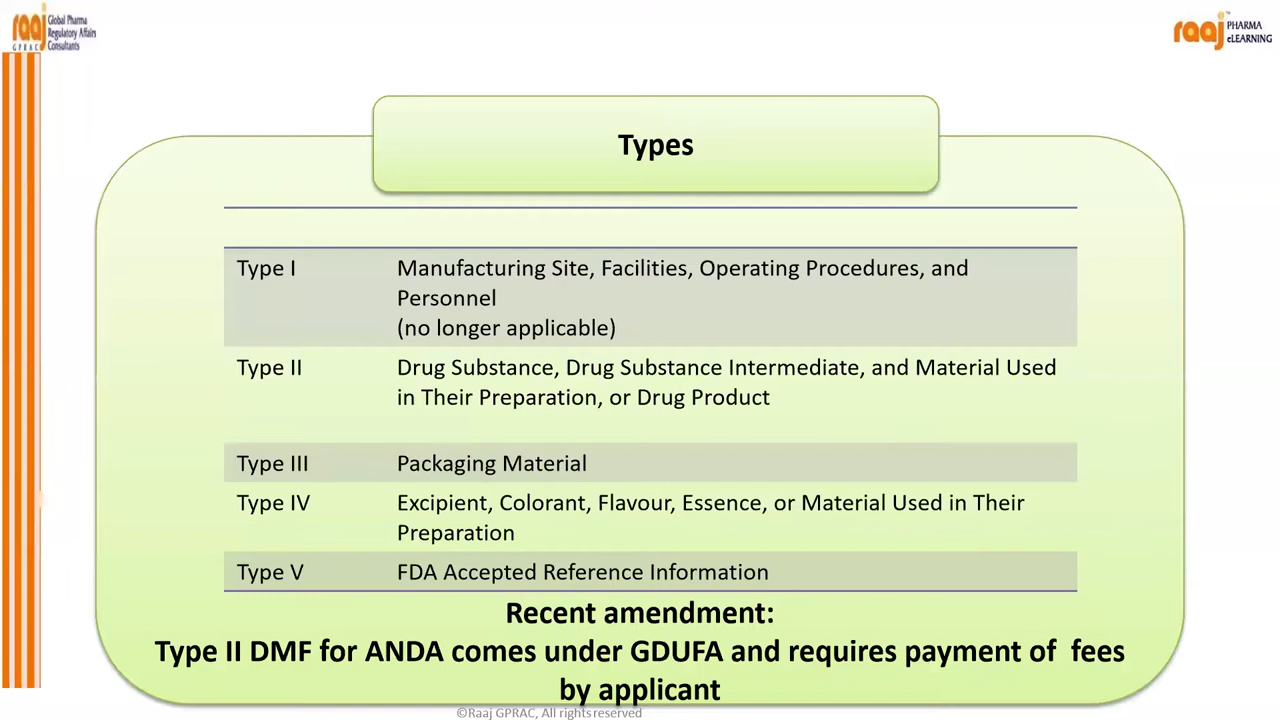 raaj
GPRAC
Global Pharma
Regulatory Affairs
Consultants
raaj™
PHARMA
eLEARNING
Types
Type I
Manufacturing Site, Facilities, Operating Procedures, and
Personnel
(no longer applicable)
Type II
Drug Substance, Drug Substance Intermediate, and Material Used
in Their Preparation, or Drug Product
Type III
Packaging Material
Type IV
Excipient, Colorant, Flavour, Essence, or Material Used in Their
Preparation
Type V
FDA Accepted Reference Information
Recent amendment:
Type II DMF for ANDA comes under GDUFA and requires payment of fees
by applicant
©Raaj GPRAC, All rights reserved